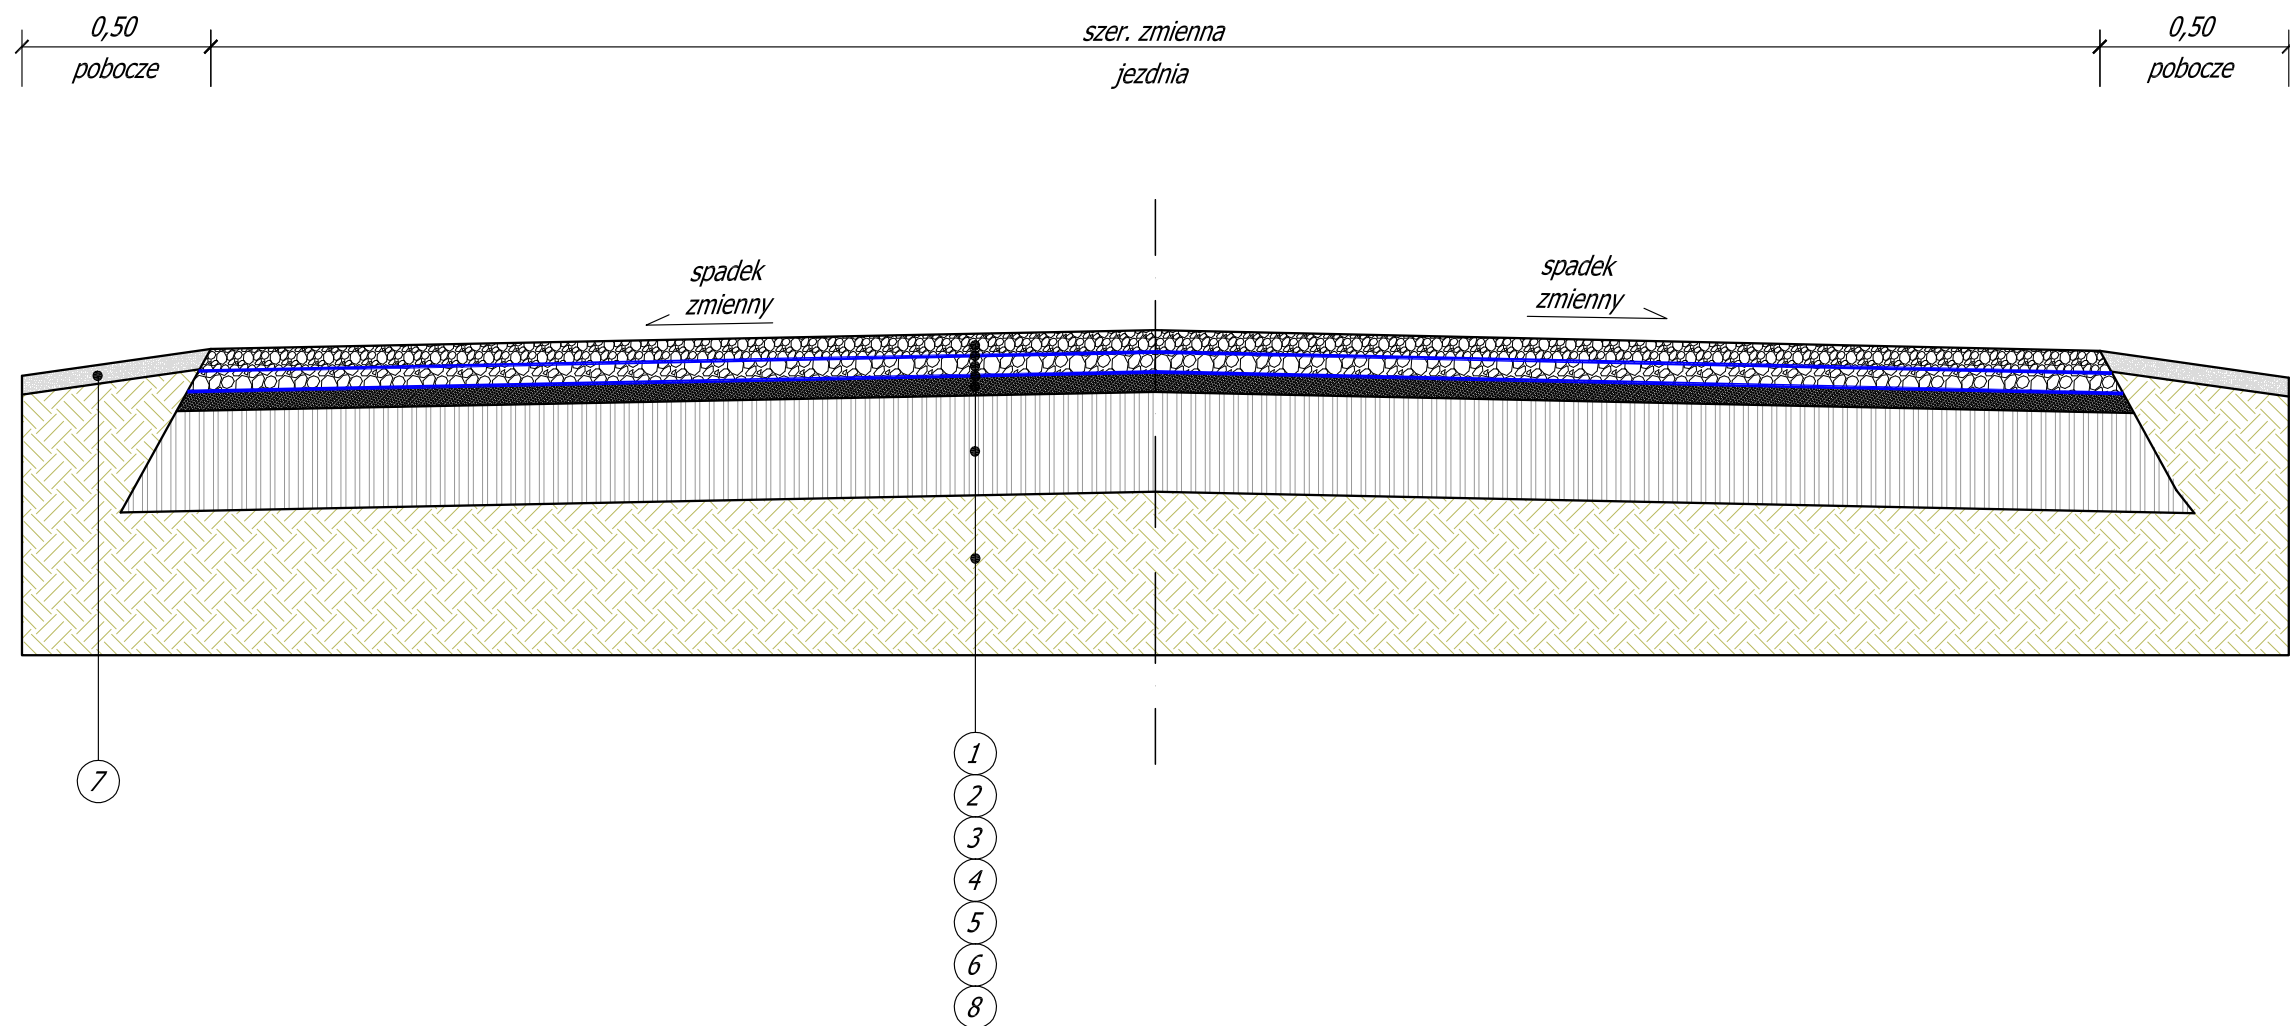 0,50
szer. zmienna
0,50
pobocze
jezdnia
pobocze
spadek
zmienny
spadek
zmienny
7
1
2
3
4
5
6
8